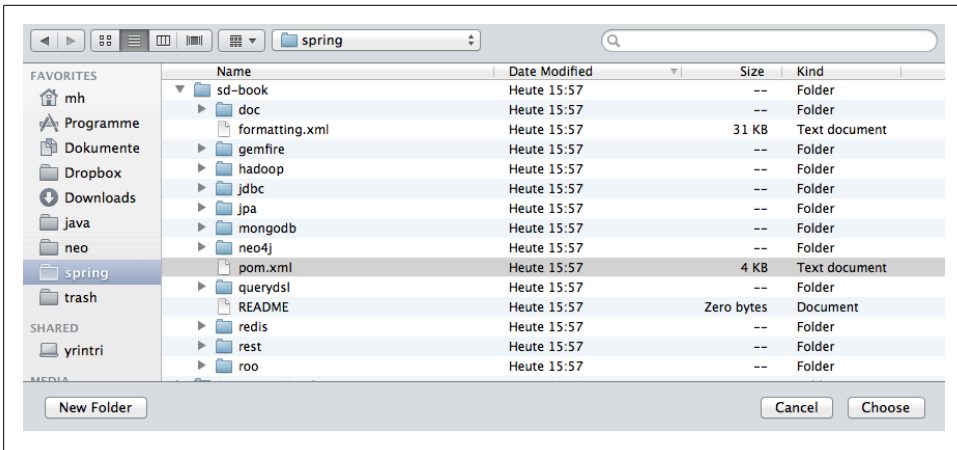 spring
FAVORITES
mh
Programme
Dokumente
Dropbox
Downloads
java
neo
spring
trash
SHARED
yrintri
MEDIA
Name Date Modified Size Kind
sd-book Heute 15:57 -- Folder
doc Heute 15:57 -- Folder
formatting.xml Heute 15:57 31 KB Text document
gemfire Heute 15:57 -- Folder
hadoop Heute 15:57 -- Folder
jdbc Heute 15:57 -- Folder
jpa Heute 15:57 -- Folder
mongodb Heute 15:57 -- Folder
neo4j Heute 15:57 -- Folder
pom.xml Heute 15:57 4 KB Text document
querydsl Heute 15:57 -- Folder
README Heute 15:57 Zero bytes Document
redis Heute 15:57 -- Folder
rest Heute 15:57 -- Folder
roo Heute 15:57 -- Folder
New Folder Cancel Choose